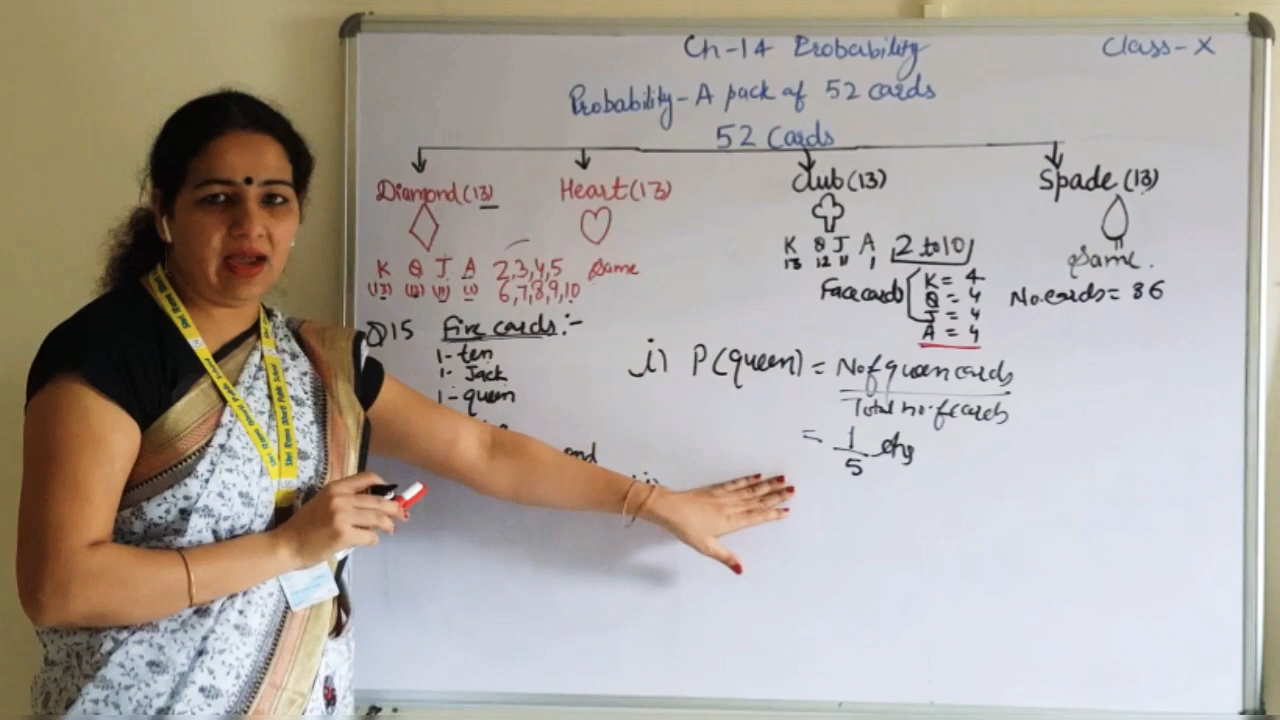 Ch-14 Probability
Class-X
Probability-A pack of 52 cards
52 Cards
Diamond(13)
Heart(13)
Club(13)
Spade(13)
K Q J A 2,3,4,5
(13) (12) (11) (1) 6,7,8,9,10
Same
K Q J A, 2 to 10
13 12 11 1
Same.
Face cards
K = 4
Q = 4
J = 4
A = 4
No. cards = 36
Q15 Five cards:-
1- ten
1- Jack
1- queen
and
i) P(queen) = No of queen cards
Total no. of cards
= 1
5
Shri Ram